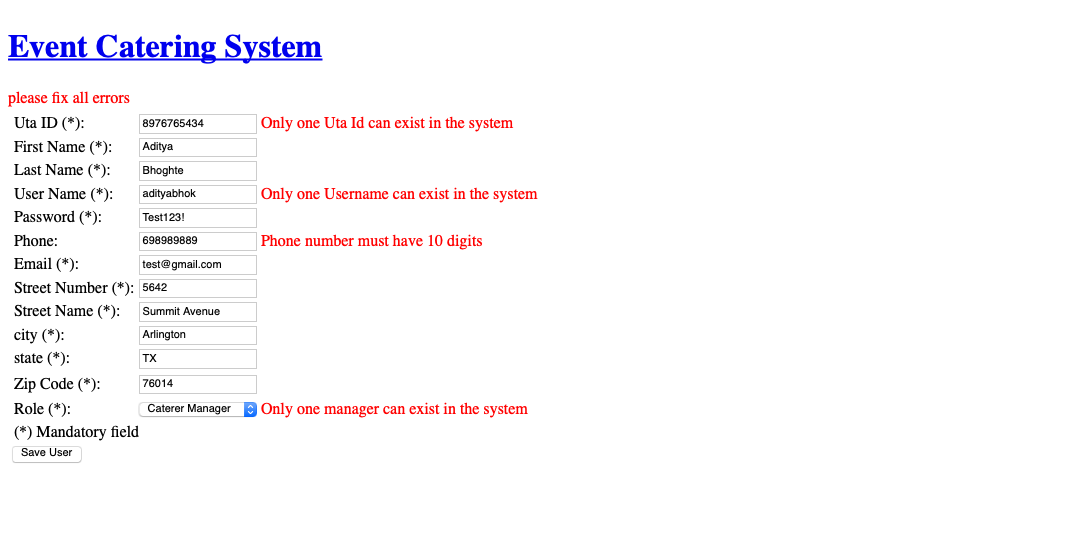 Event Catering System
please fix all errors
Uta ID (*): 8976765434 Only one Uta Id can exist in the system
First Name (*): Aditya
Last Name (*): Bhoghte
User Name (*): adityabhok Only one Username can exist in the system
Password (*): Test123!
Phone: 698989889 Phone number must have 10 digits
Email (*): test@gmail.com
Street Number (*): 5642
Street Name (*): Summit Avenue
city (*): Arlington
state (*): TX
Zip Code (*): 76014
Role (*): Caterer Manager Only one manager can exist in the system
(*) Mandatory field
Save User